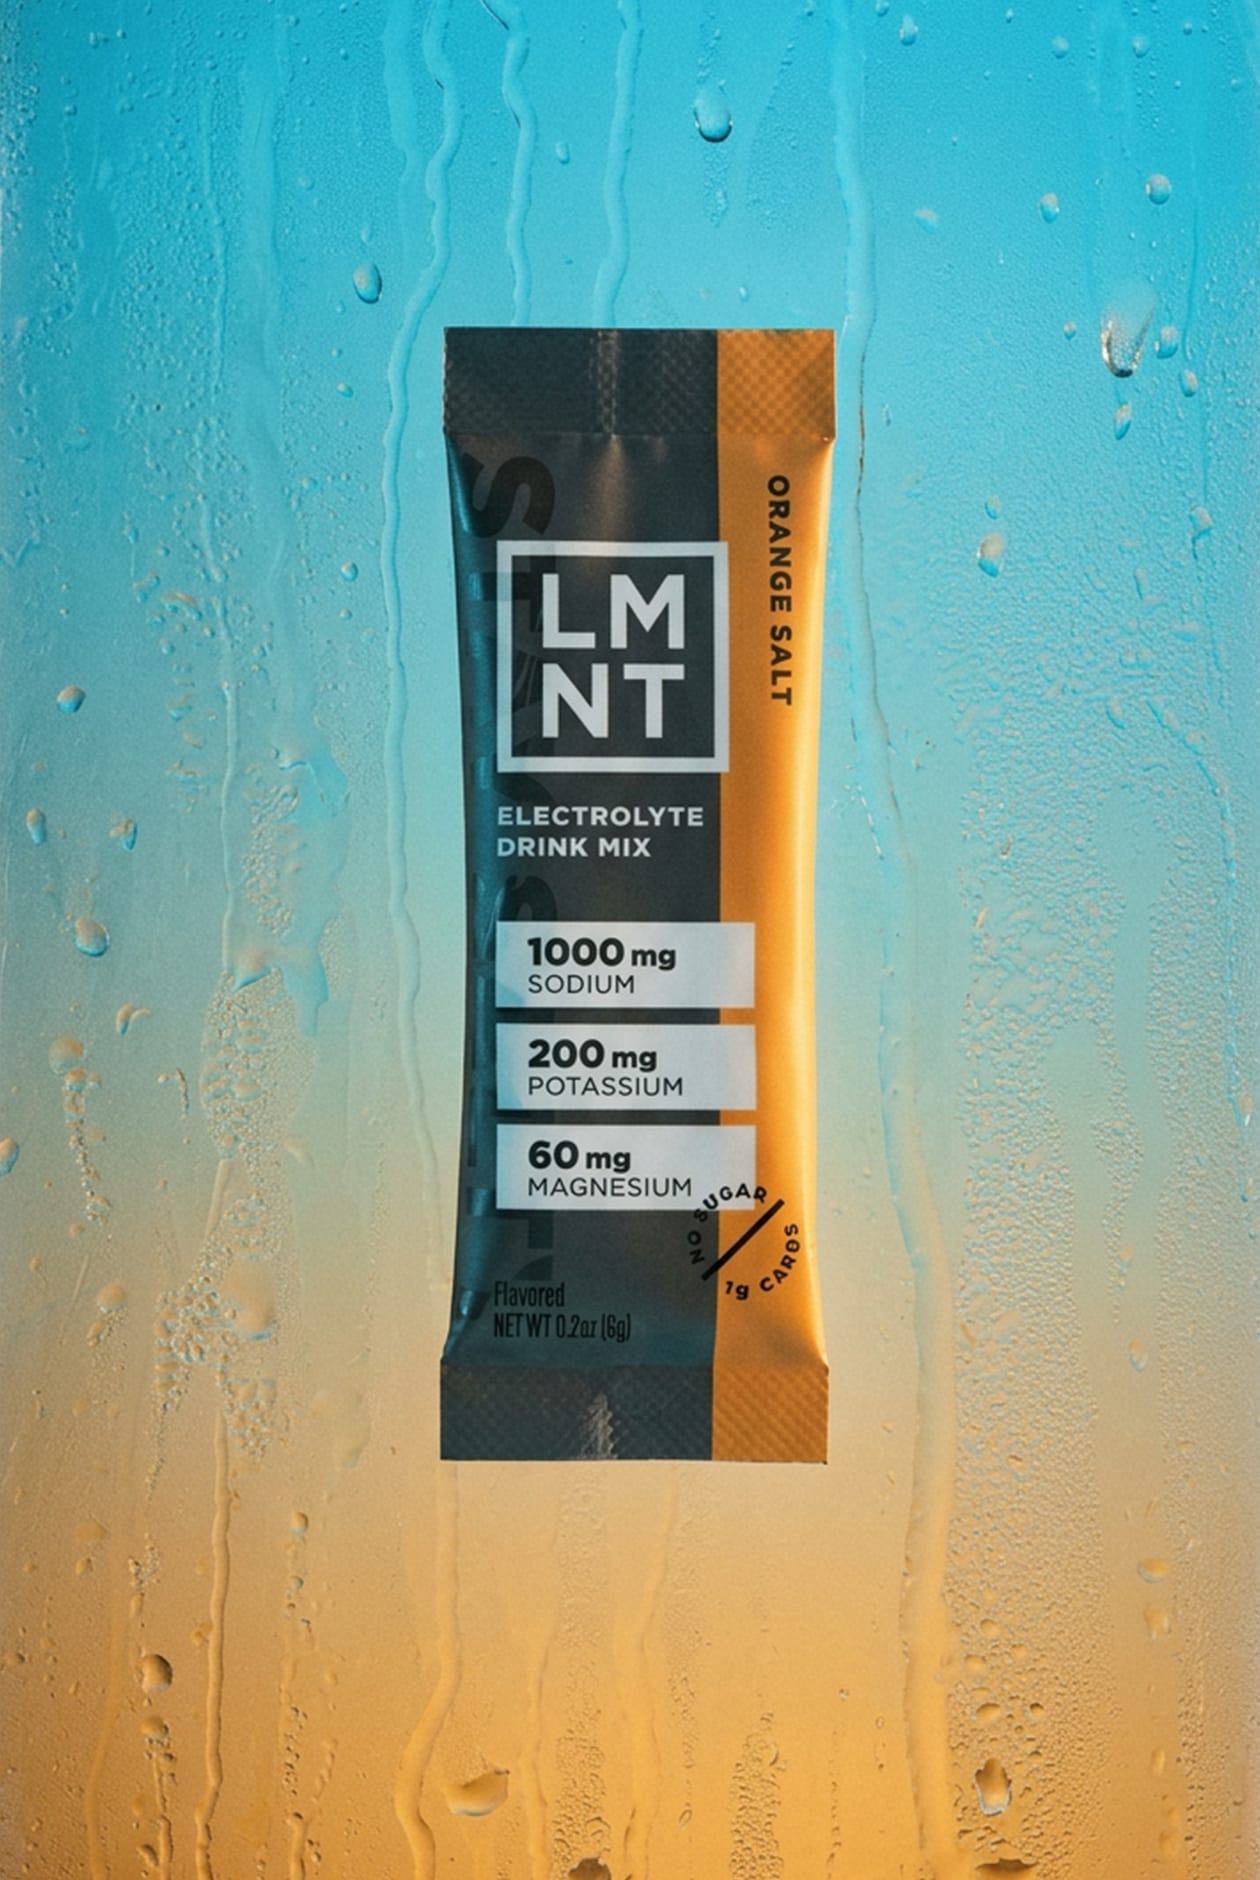 LM
NT
ORANGE SALT
ELECTROLYTE
DRINK MIX
1000 mg
SODIUM
200 mg
POTASSIUM
60 mg
MAGNESIUM
NO SUGAR
1g CARBS
Flavored
NET WT 0.2oz (6g)